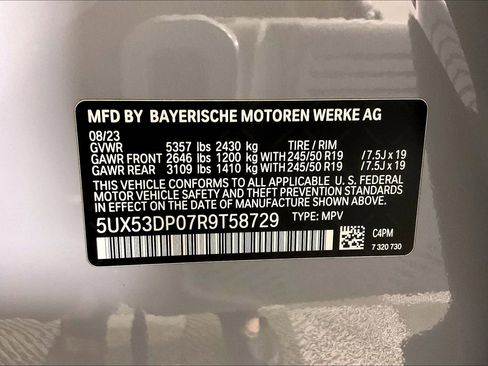 MFD BY BAYERISCHE MOTOREN WERKE AG
08/23
GVWR 5357 lbs 2430 kg TIRE / RIM
GAWR FRONT 2646 lbs 1200 kg WITH 245/50 R19 / 7.5J x 19
GAWR REAR 3109 lbs 1410 kg WITH 245/50 R19 / 7.5J x 19
THIS VEHICLE CONFORMS TO ALL APPLICABLE U.S. FEDERAL
MOTOR VEHICLE SAFETY AND THEFT PREVENTION STANDARDS IN
EFFECT ON THE DATE OF MANUFACTURE SHOWN ABOVE.
5UX53DP07R9T58729 TYPE: MPV
C4PM
7 320 730